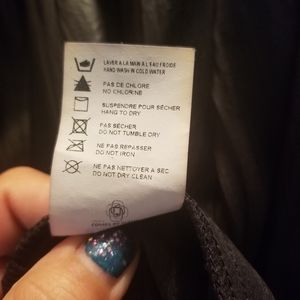 LAVER A LA MAIN A L'EAU FROIDE
HAND WASH IN COLD WATER
PAS DE CHLORE
NO CHLORINE
SUSPENDRE POUR SÉCHER
HANG TO DRY
PAS SÉCHER
DO NOT TUMBLE DRY
NE PAS REPASSER
DO NOT IRON
NE PAS NETTOYER A SEC
DO NOT DRY CLEAN